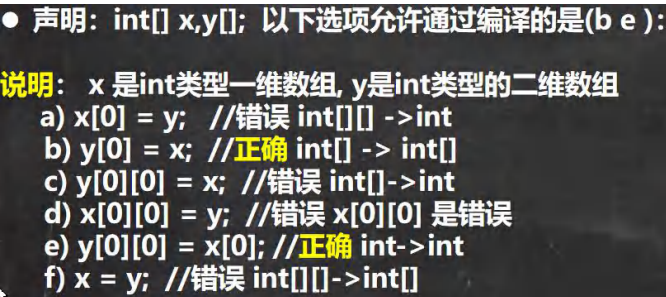 ● 声明：int[] x,y[]; 以下选项允许通过编译的是(b e )：
说明： x 是int类型一维数组, y是int类型的二维数组
a) x[0] = y; //错误 int[][] ->int
b) y[0] = x; //正确 int[] -> int[]
c) y[0][0] = x; //错误 int[]->int
d) x[0][0] = y; //错误 x[0][0] 是错误
e) y[0][0] = x[0]; //正确 int->int
f) x = y; //错误 int[][]->int[]